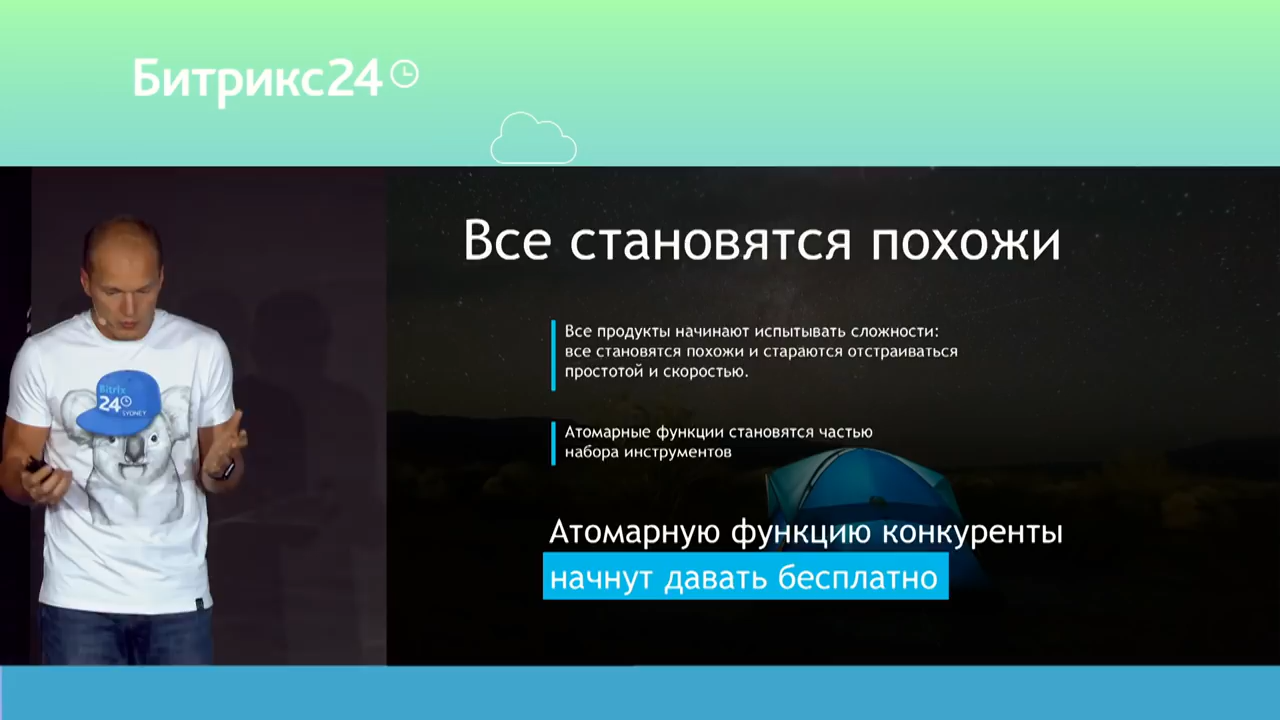 Битрикс24
Все становятся похожи
Все продукты начинают испытывать сложности:
все становятся похожи и стараются отстраиваться
простотой и скоростью.
Атомарные функции становятся частью
набора инструментов
Атомарную функцию конкуренты
начнут давать бесплатно
Bitrix
24
SYDNEY